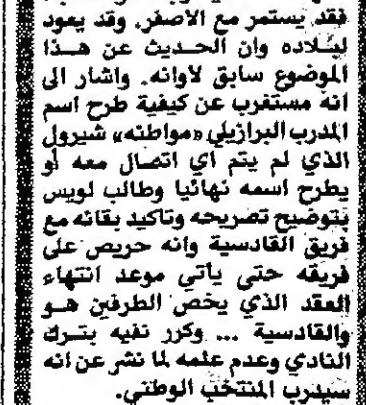 فقد يستمر مع الاصفر. وقد يعود
لبلاده وان الحديث عن هذا
الموضوع سابق لاوانه. واشار الى
انه مستغرب عن كيفية طرح اسم
المدرب البرازيلي «مواطنه» شيرول
الذي لم يتم اي اتصال معه او
يطرح اسمه نهائيا وطالب لويس
بتوضيح تصريحه وتاكيد بقائه مع
فريق القادسية وانه حريص على
فريقه حتى يأتي موعد انتهاء
العقد الذي يخص الطرفين هو
والقادسية ... وكرر نفيه بترك
النادي وعدم علمه لما نشر عن انه
سيدرب المنتخب الوطني.